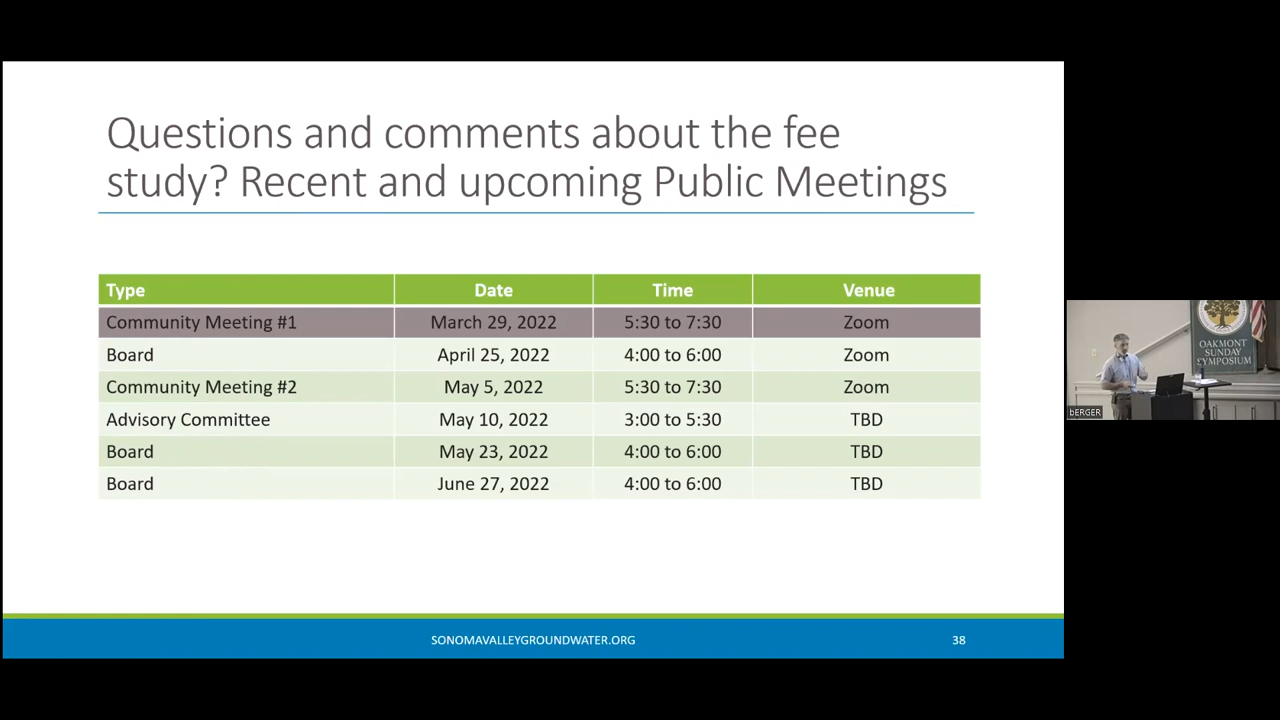 Questions and comments about the fee
study? Recent and upcoming Public Meetings
Type Date Time Venue
Community Meeting #1 March 29, 2022 5:30 to 7:30 Zoom
Board April 25, 2022 4:00 to 6:00 Zoom
Community Meeting #2 May 5, 2022 5:30 to 7:30 Zoom
Advisory Committee May 10, 2022 3:00 to 5:30 TBD
Board May 23, 2022 4:00 to 6:00 TBD
Board June 27, 2022 4:00 to 6:00 TBD
SONOMAVALLEYGROUNDWATER.ORG 38
OAKMONT
SUNDAY
SYMPOSIUM
bERGER